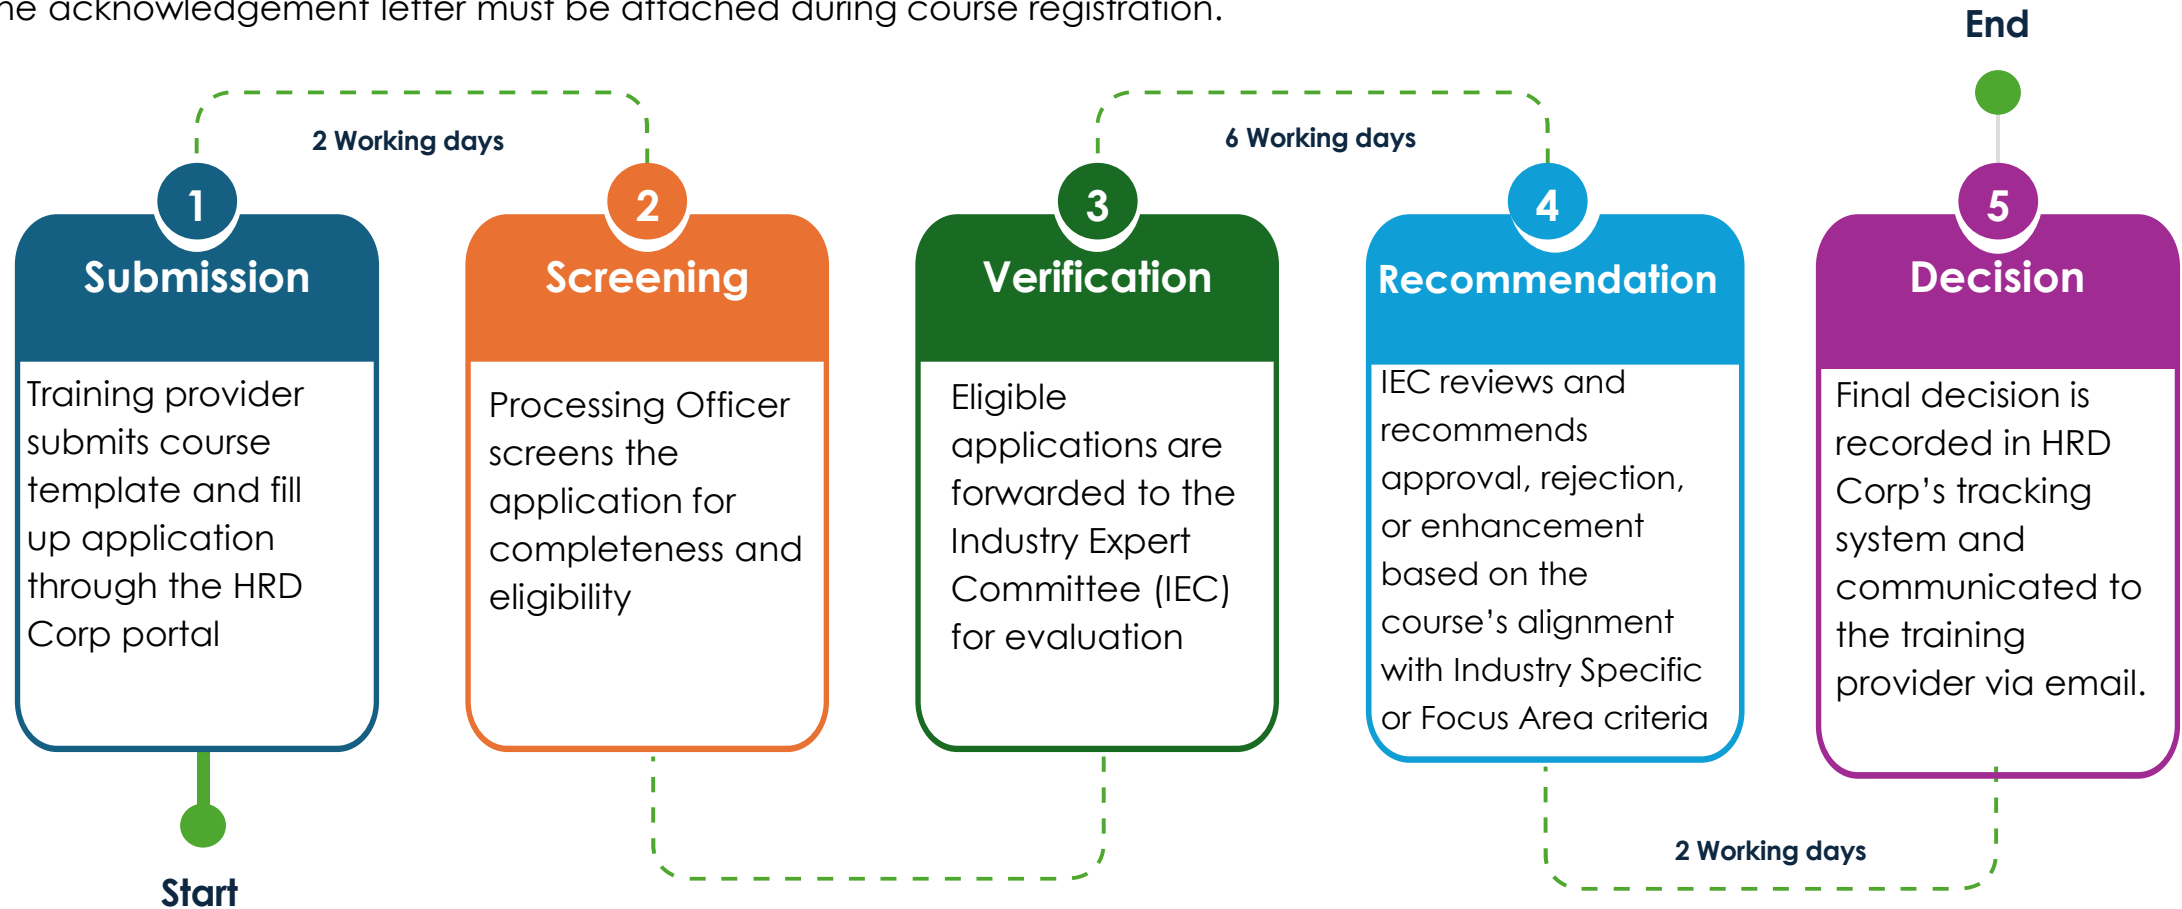 he acknowledgement letter must be attached during course registration.
End
2 Working days
6 Working days
1
2
3
4
5
Submission
Screening
Verification
Recommendation
Decision
Training provider
submits course
template and fill
up application
through the HRD
Corp portal
Processing Officer
screens the
application for
completeness and
eligibility
Eligible
applications are
forwarded to the
Industry Expert
Committee (IEC)
for evaluation
IEC reviews and
recommends
approval, rejection,
or enhancement
based on the
course’s alignment
with Industry Specific
or Focus Area criteria
Final decision is
recorded in HRD
Corp’s tracking
system and
communicated to
the training
provider via email.
2 Working days
Start